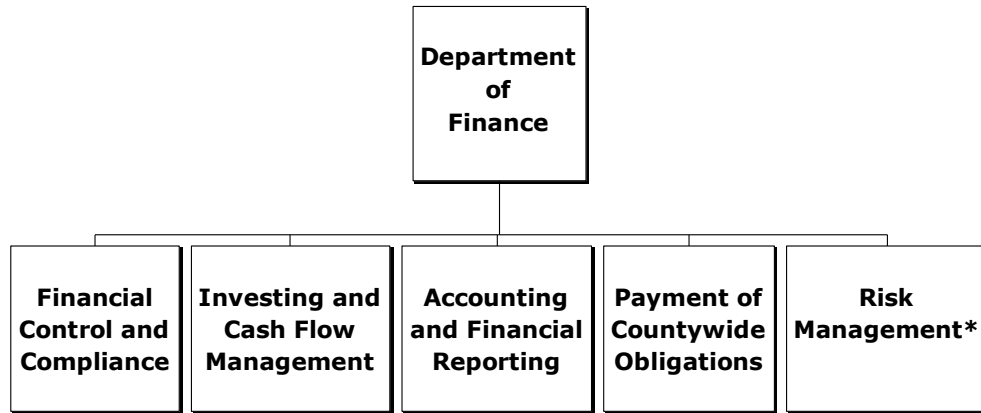 Department
of
Finance
Financial
Control and
Compliance
Investing and
Cash Flow
Management
Accounting
and Financial
Reporting
Payment of
Countywide
Obligations
Risk
Management*